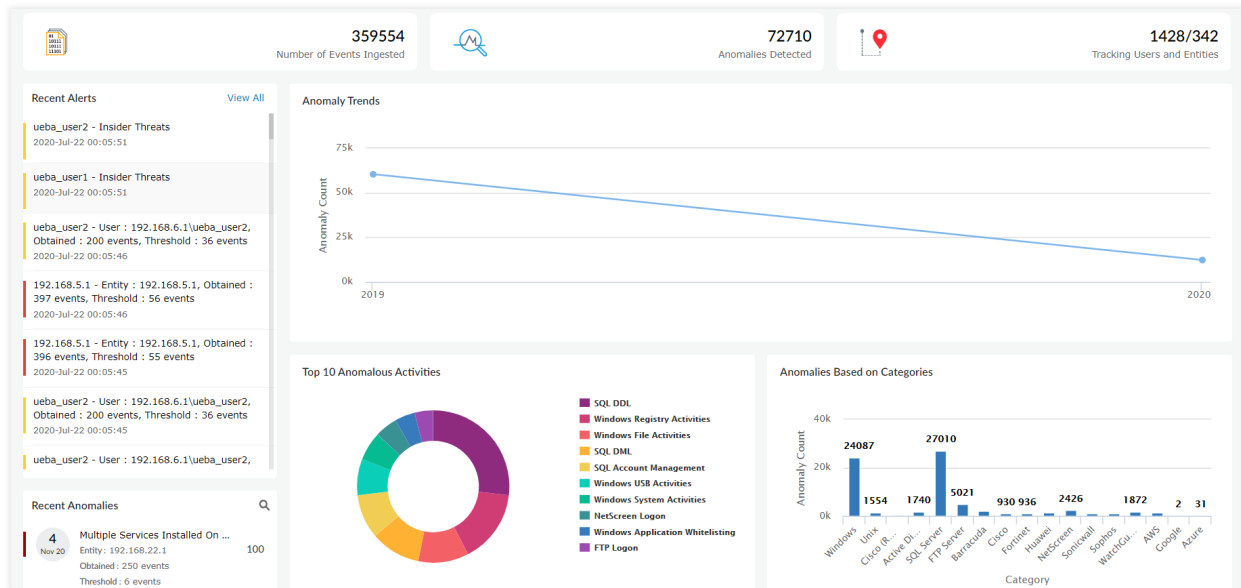 359554
Number of Events Ingested
72710
Anomalies Detected
1428/342
Tracking Users and Entities
Recent Alerts
View All
ueba_user2 - Insider Threats
2020-Jul-22 00:05:51
ueba_user1 - Insider Threats
2020-Jul-22 00:05:51
ueba_user2 - User : 192.168.6.1\ueba_user2,
Obtained : 200 events, Threshold : 36 events
2020-Jul-22 00:05:46
192.168.5.1 - Entity : 192.168.5.1, Obtained :
397 events, Threshold : 56 events
2020-Jul-22 00:05:46
192.168.5.1 - Entity : 192.168.5.1, Obtained :
396 events, Threshold : 55 events
2020-Jul-22 00:05:45
ueba_user2 - User : 192.168.6.1\ueba_user2,
Obtained : 200 events, Threshold : 36 events
2020-Jul-22 00:05:45
ueba_user2 - User : 192.168.6.1\ueba_user2,
Recent Anomalies
4
Nov 20
Multiple Services Installed On ...
Entity : 192.168.22.1
100
Obtained : 250 events
Threshold : 6 events
Anomaly Trends
Anomaly Count
75k
50k
25k
0k
2019
2020
Top 10 Anomalous Activities
SQL DDL
Windows Registry Activities
Windows File Activities
SQL DML
SQL Account Management
Windows USB Activities
Windows System Activities
NetScreen Logon
Windows Application Whitelisting
FTP Logon
Anomalies Based on Categories
Anomaly Count
40k
20k
0k
24087
1554
1740
27010
5021
930
936
2426
1872
2
31
Windows
Unix
Cisco (R...
Active Di...
SQL Server
FTP Server
Barracuda
Cisco
Fortinet
Huawei
NetScreen
Sonicwall
Sophos
WatchGu...
AWS
Google
Azure
Category